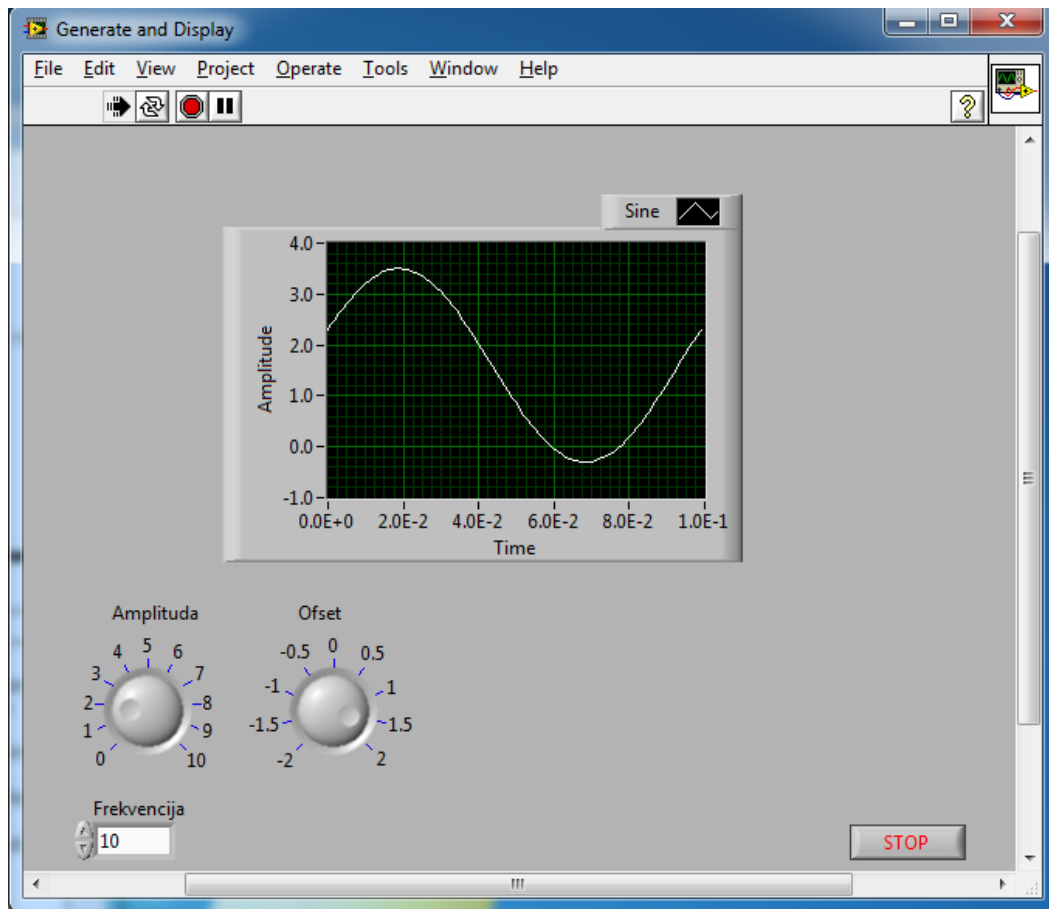 Generate and Display
File Edit View Project Operate Tools Window Help
?
Sine
4.0
3.0
2.0
1.0
0.0
-1.0
Amplitude
0.0E+0 2.0E-2 4.0E-2 6.0E-2 8.0E-2 1.0E-1
Time
Amplituda
0 1 2 3 4 5 6 7 8 9 10
Ofset
-2 -1.5 -1 -0.5 0 0.5 1 1.5 2
Frekvencija
10
STOP